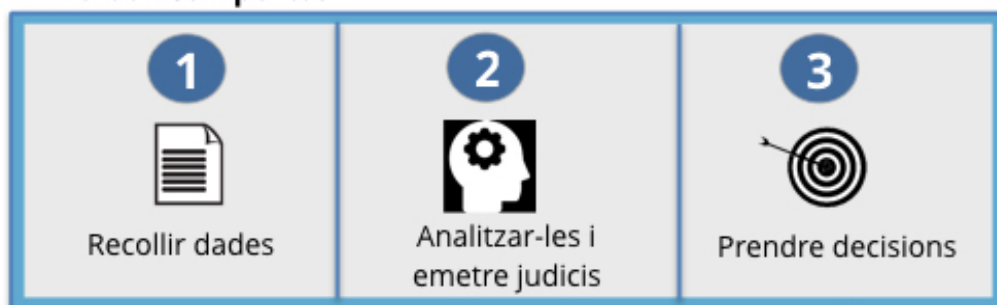 1
2
3
Recollir dades
Analitzar-les i
emetre judicis
Prendre decisions